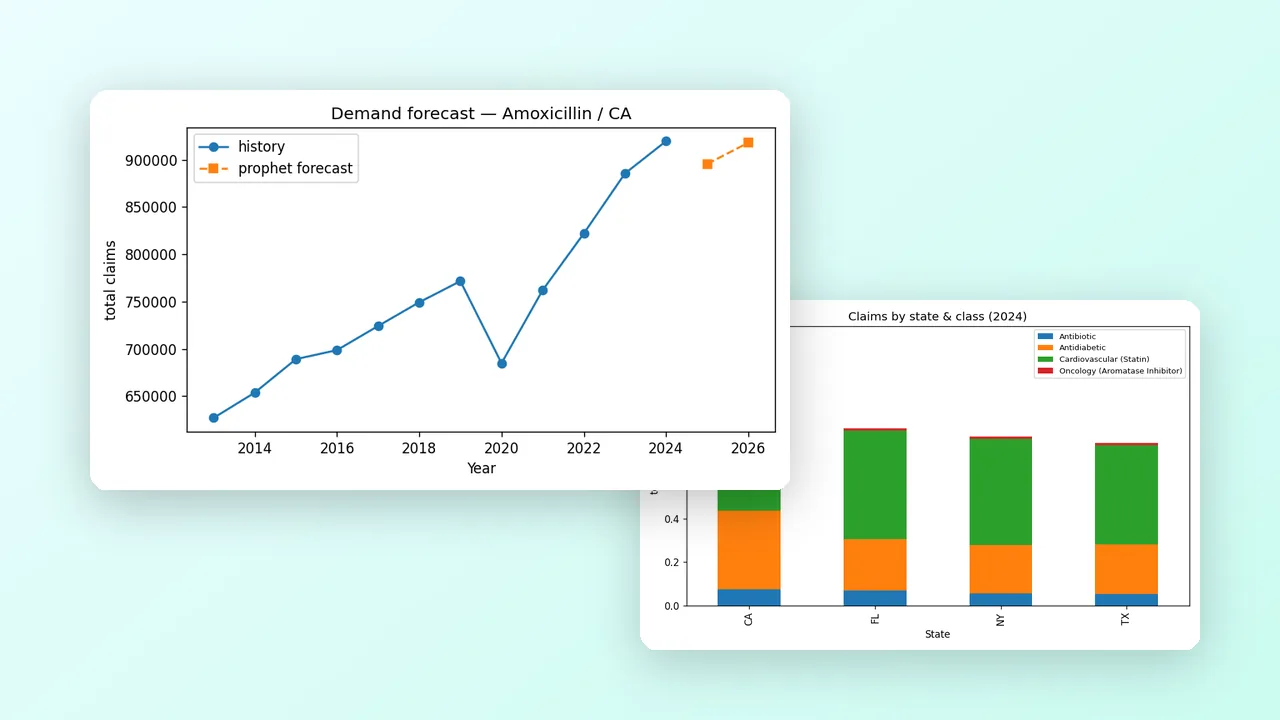 Demand forecast — Amoxicillin / CA
history
prophet forecast
900000
850000
800000
750000
700000
650000
total claims
2014 2016 2018 2020 2022 2024 2026
Year
Claims by state & class (2024)
Antibiotic
Antidiabetic
Cardiovascular (Statin)
Oncology (Aromatase Inhibitor)
0.4
0.2
0.0
CA FL NY TX
State